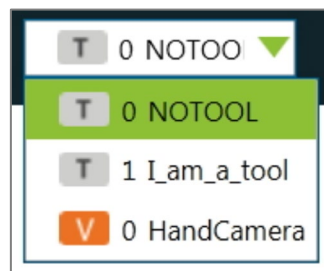 T 0 NOTOO
T 0 NOTOOL
T 1 I_am_a_tool
V 0 HandCamera